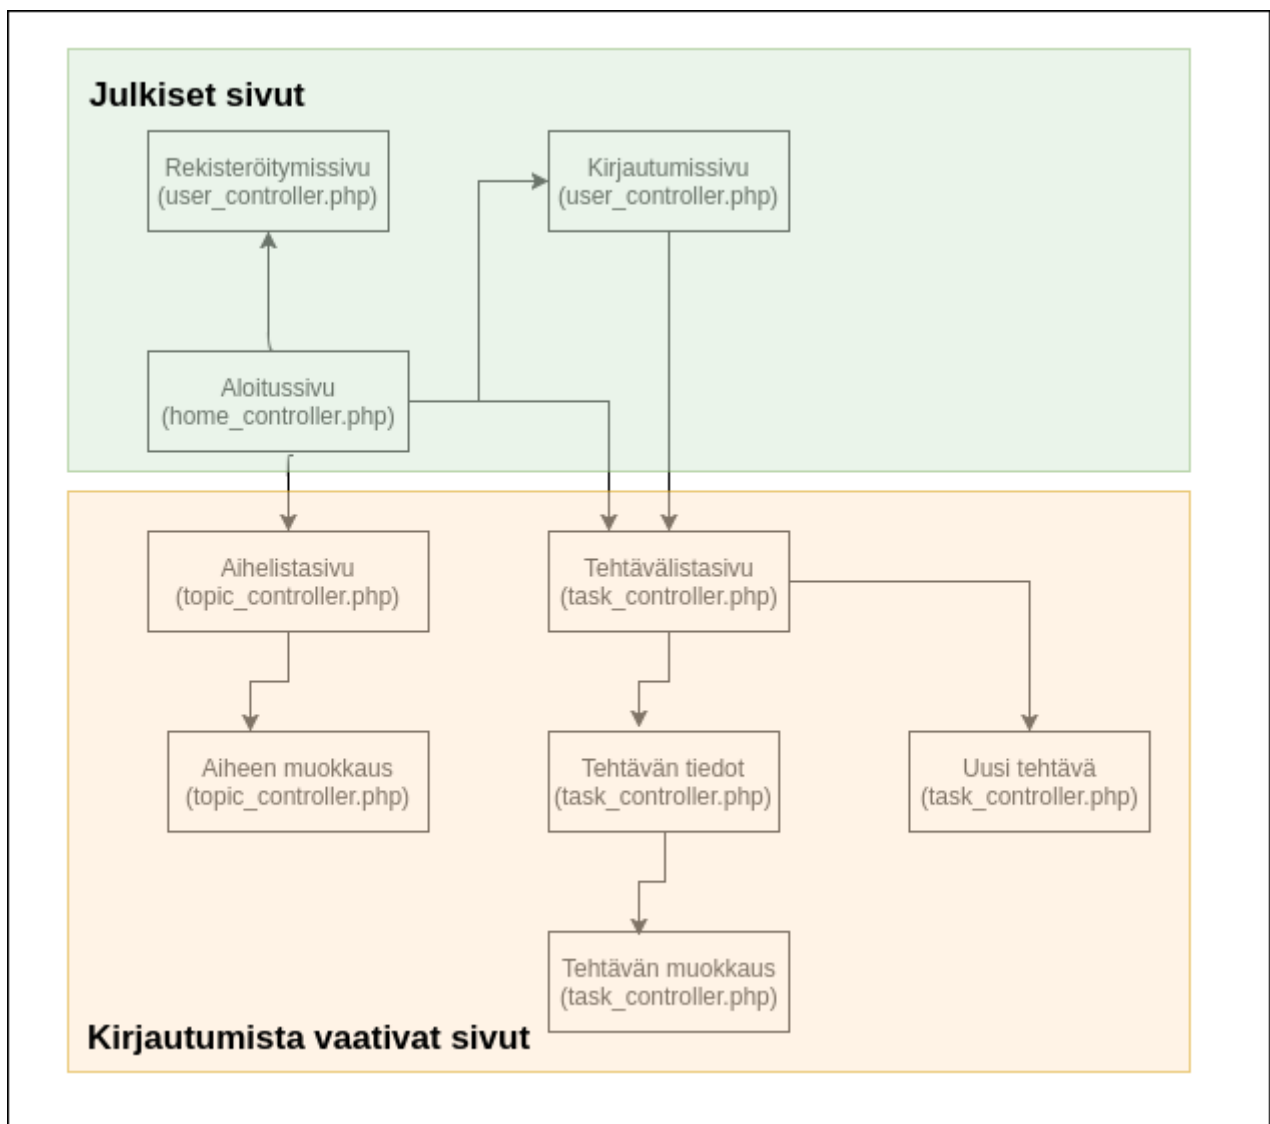 Julkiset sivut
Rekisteröitymissivu
(user_controller.php)
Kirjautumissivu
(user_controller.php)
Aloitussivu
(home_controller.php)
Aihelistasivu
(topic_controller.php)
Tehtävälistasivu
(task_controller.php)
Aiheen muokkaus
(topic_controller.php)
Tehtävän tiedot
(task_controller.php)
Uusi tehtävä
(task_controller.php)
Tehtävän muokkaus
(task_controller.php)
Kirjautumista vaativat sivut